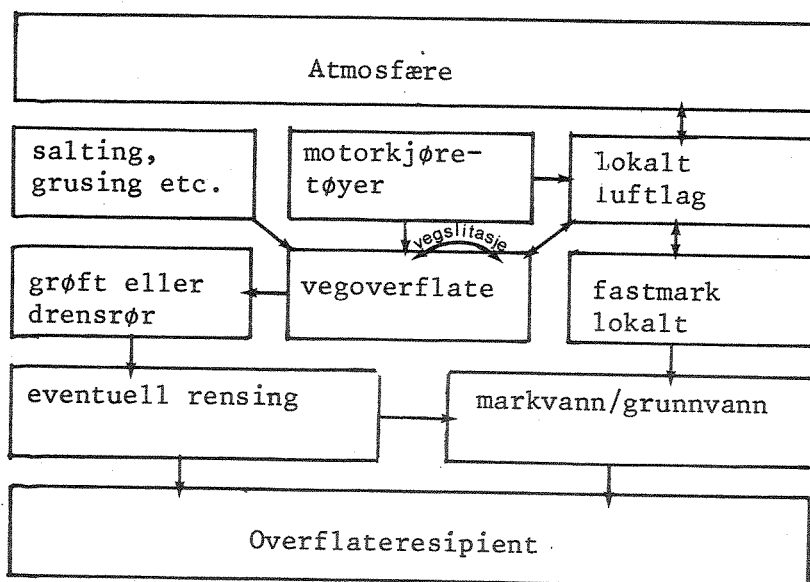 Atmosfære
salting,
grusing etc.
motorkjøre-
tøyer
lokalt
luftlag
vegslitasje
grøft eller
drensrør
vegoverflate
fastmark
lokalt
eventuell rensing
markvann/grunnvann
Overflateresipient